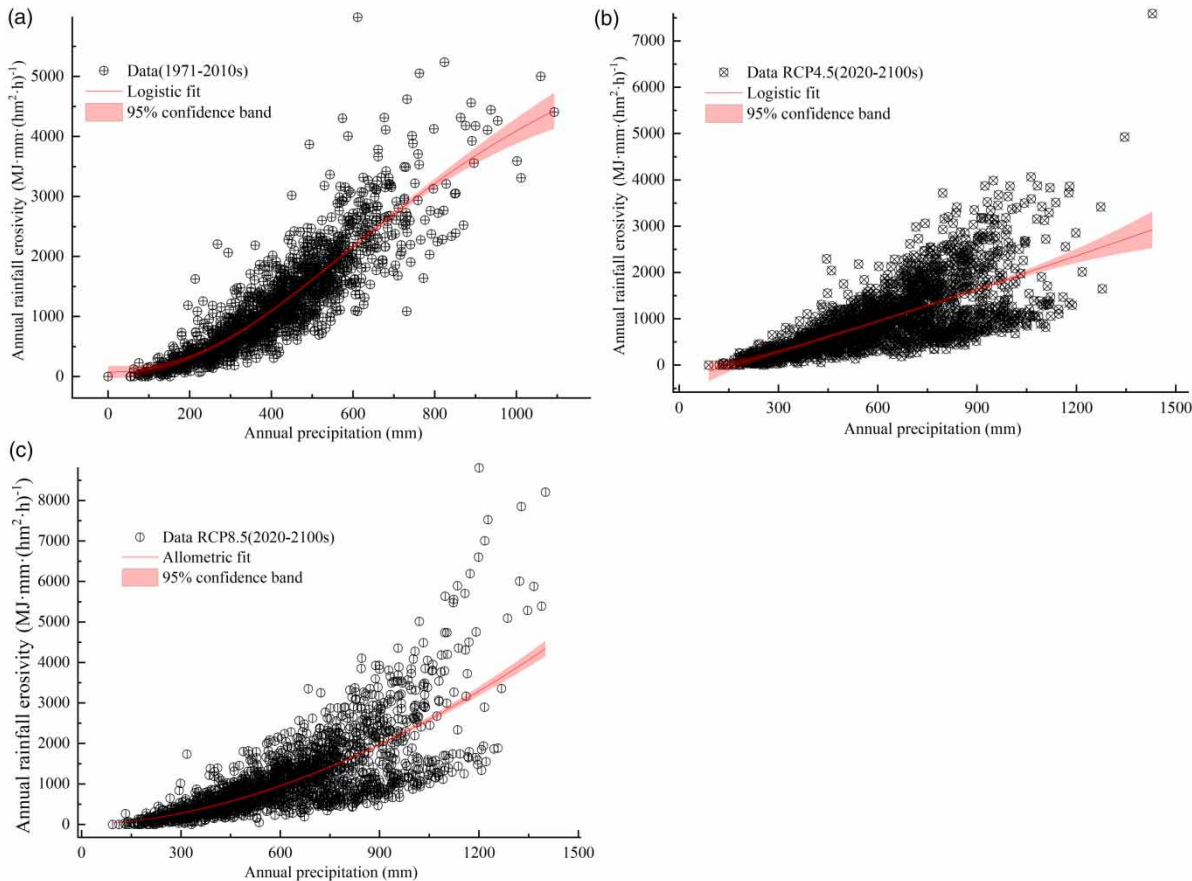 (a)
Annual rainfall erosivity (MJ·mm·(hm²·h)⁻¹)
5000
4000
3000
2000
1000
0
Data(1971-2010s)
Logistic fit
95% confidence band
0 200 400 600 800 1000
Annual precipitation (mm)
(b)
Annual rainfall erosivity (MJ·mm·(hm²·h)⁻¹)
7000
6000
5000
4000
3000
2000
1000
0
Data RCP4.5(2020-2100s)
Logistic fit
95% confidence band
0 300 600 900 1200 1500
Annual precipitation (mm)
(c)
Annual rainfall erosivity (MJ·mm·(hm²·h)⁻¹)
8000
7000
6000
5000
4000
3000
2000
1000
0
Data RCP8.5(2020-2100s)
Allometric fit
95% confidence band
0 300 600 900 1200 1500
Annual precipitation (mm)